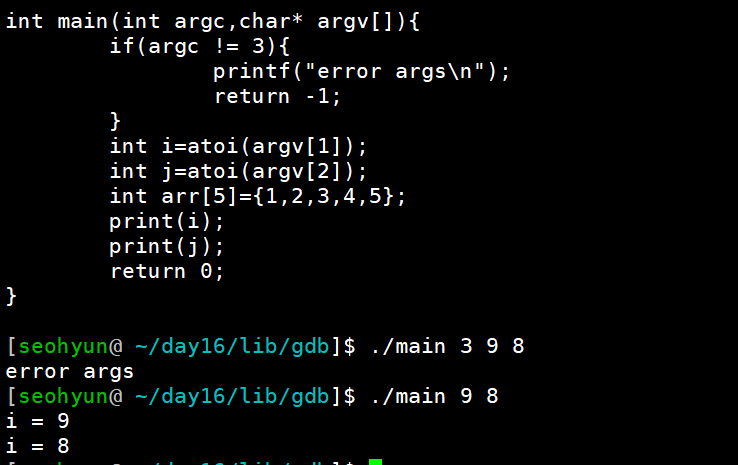 int main(int argc,char* argv[]){
        if(argc != 3){
                printf("error args\n");
                return -1;
        }
        int i=atoi(argv[1]);
        int j=atoi(argv[2]);
        int arr[5]={1,2,3,4,5};
        print(i);
        print(j);
        return 0;
}
[seohyun@ ~/day16/lib/gdb]$ ./main 3 9 8
error args
[seohyun@ ~/day16/lib/gdb]$ ./main 9 8
i = 9
i = 8